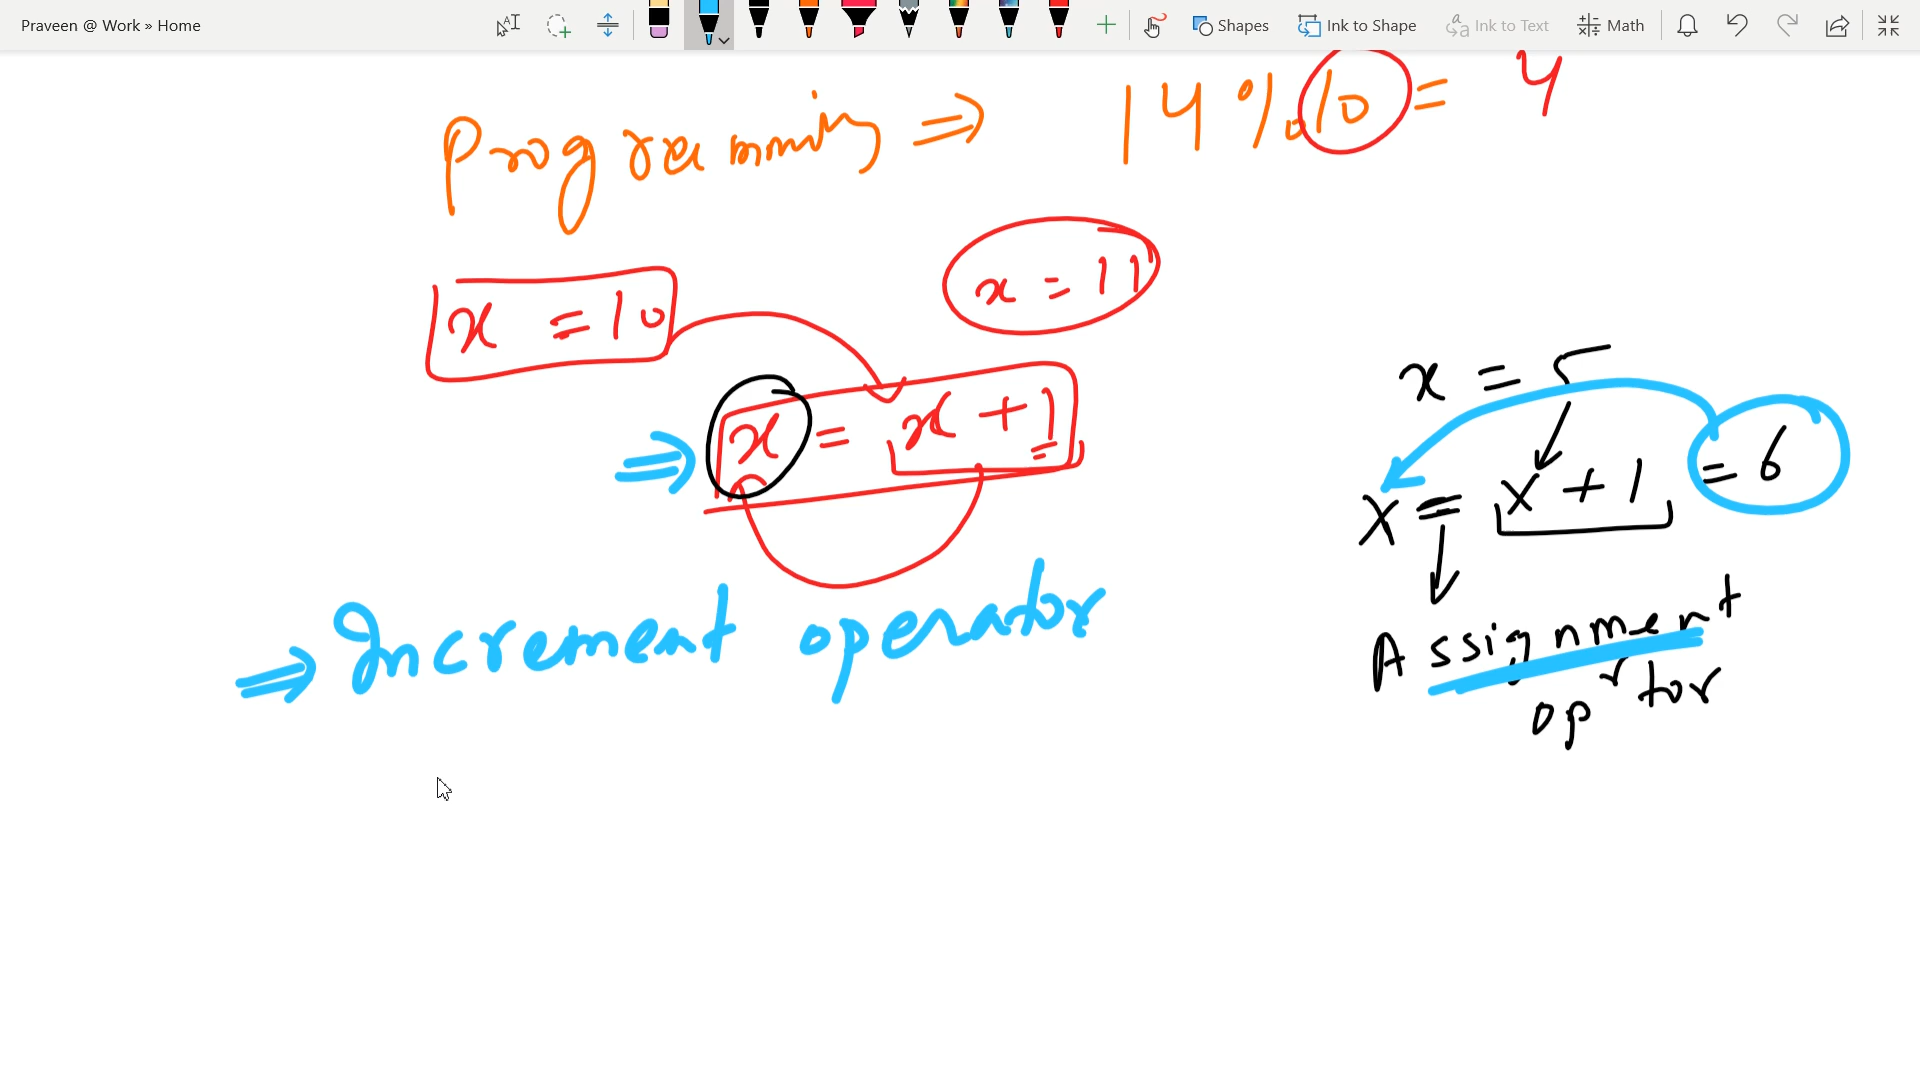 Praveen @ Work » Home
Shapes
Ink to Shape
Ink to Text
Math
Programming ⇒ 14 % 10 = 4
x = 10
x = 11
⇒ x = x + 1
⇒ Increment operator
x = 5
x = x + 1 = 6
Assignment
oprtor